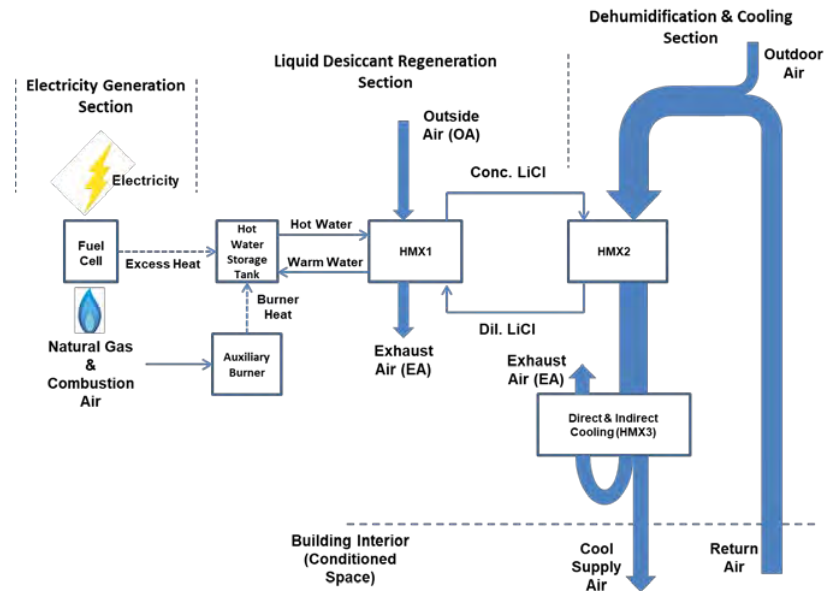 Dehumidification & Cooling
Section
Outdoor
Air
Liquid Desiccant Regeneration
Section
Electricity Generation
Section
Outside
Air (OA)
Electricity
Conc. LiCl
Fuel
Cell
Excess Heat
Hot
Water
Storage
Tank
Hot Water
Warm Water
HMX1
HMX2
Burner
Heat
Dil. LiCl
Natural Gas
&
Combustion
Air
Auxiliary
Burner
Exhaust
Air (EA)
Exhaust
Air (EA)
Direct & Indirect
Cooling (HMX3)
Building Interior
(Conditioned
Space)
Cool
Supply
Air
Return
Air